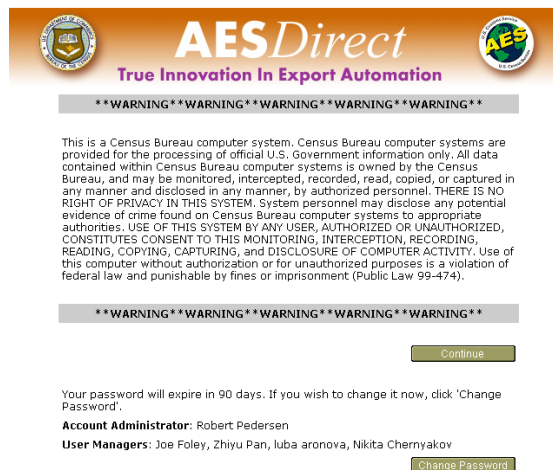 AESDirect
True Innovation In Export Automation
**WARNING**WARNING**WARNING**WARNING**WARNING**
This is a Census Bureau computer system. Census Bureau computer systems are
provided for the processing of official U.S. Government information only. All data
contained within Census Bureau computer systems is owned by the Census
Bureau, and may be monitored, intercepted, recorded, read, copied, or captured in
any manner and disclosed in any manner, by authorized personnel. THERE IS NO
RIGHT OF PRIVACY IN THIS SYSTEM. System personnel may disclose any potential
evidence of crime found on Census Bureau computer systems to appropriate
authorities. USE OF THIS SYSTEM BY ANY USER, AUTHORIZED OR UNAUTHORIZED,
CONSTITUTES CONSENT TO THIS MONITORING, INTERCEPTION, RECORDING,
READING, COPYING, CAPTURING, and DISCLOSURE OF COMPUTER ACTIVITY. Use of
this computer without authorization or for unauthorized purposes is a violation of
federal law and punishable by fines or imprisonment (Public Law 99-474).
**WARNING**WARNING**WARNING**WARNING**WARNING**
Continue
Your password will expire in 90 days. If you wish to change it now, click 'Change
Password'.
Account Administrator: Robert Pedersen
User Managers: Joe Foley, Zhiyu Pan, luba aronova, Nikita Chernyakov
Change Password
AES